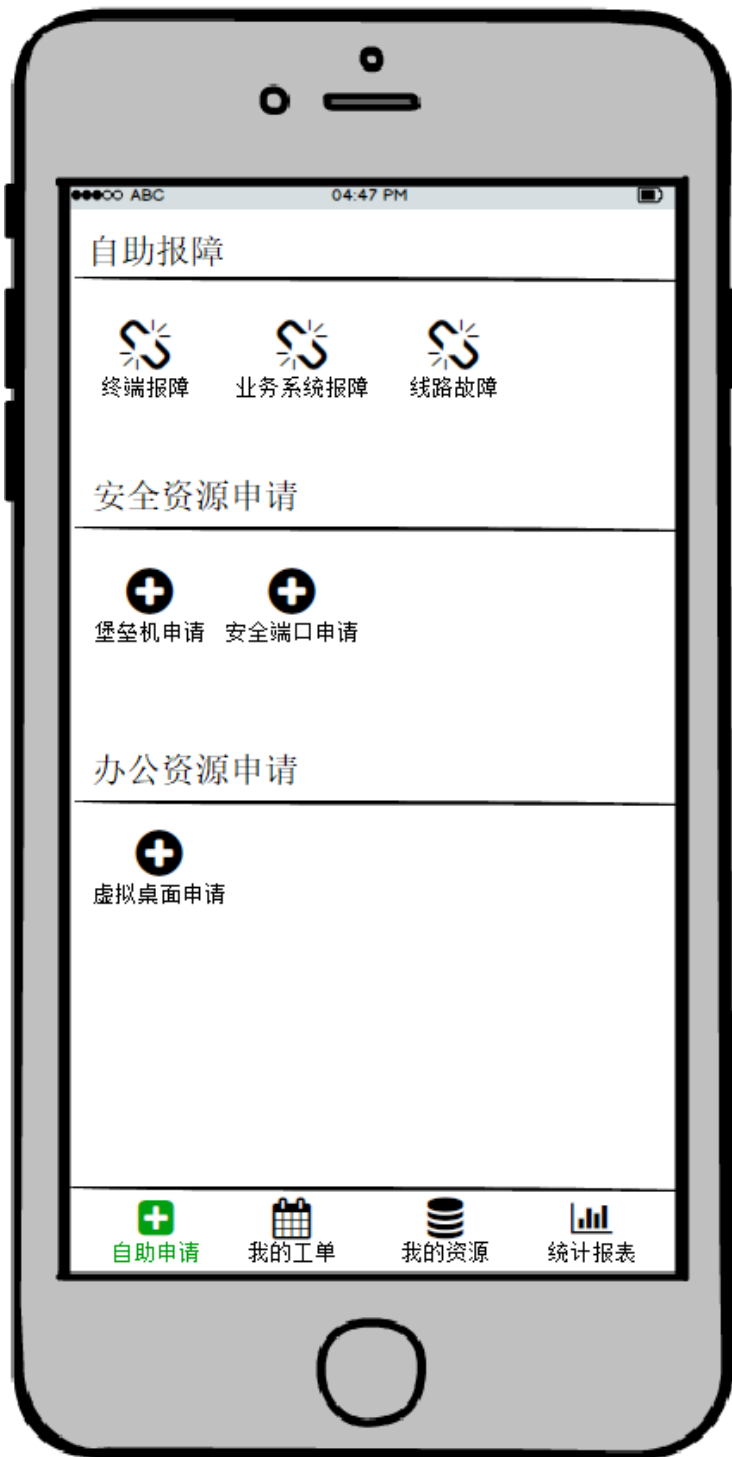 ABC 04:47 PM
自助报障
终端报障 业务系统报障 线路故障
安全资源申请
堡垒机申请 安全端口申请
办公资源申请
虚拟桌面申请
自助申请 我的工单 我的资源 统计报表